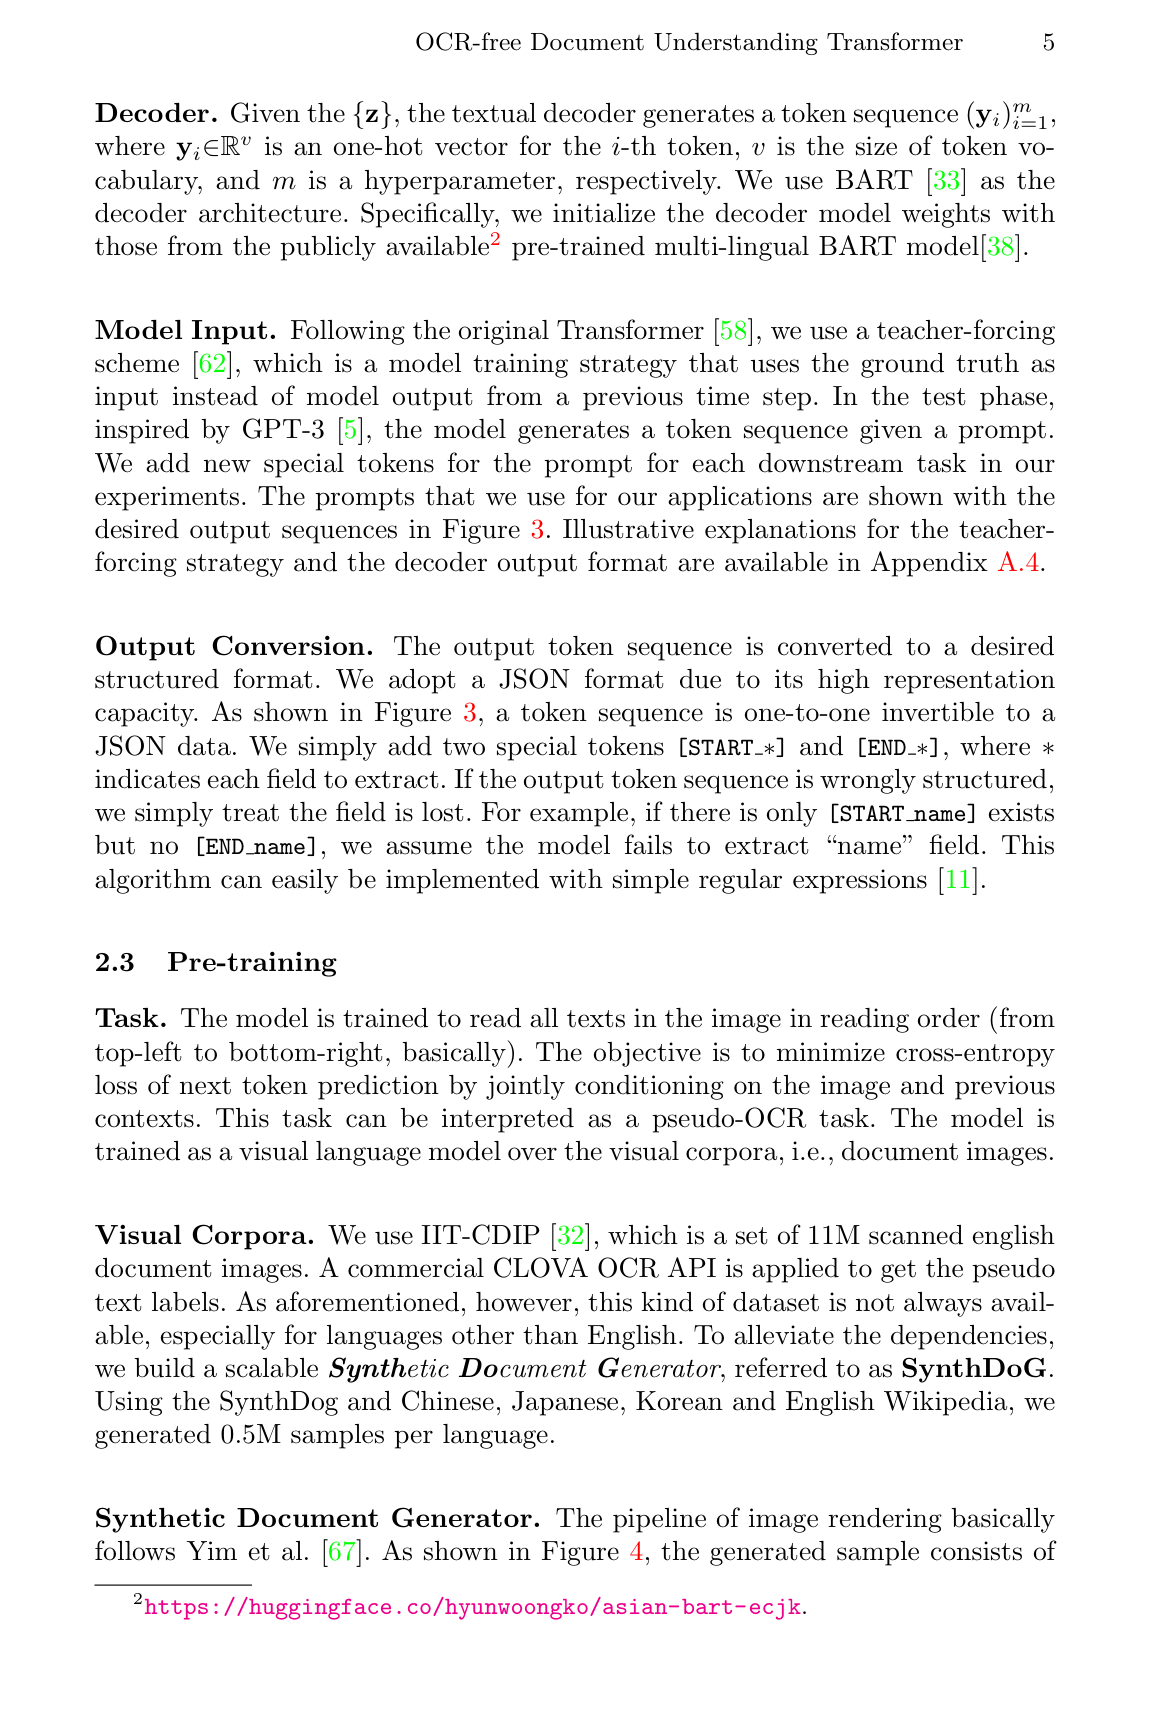 OCR-free Document Understanding Transformer 5
Decoder. Given the {z}, the textual decoder generates a token sequence (y_i)_{i=1}^m,
where y_i∈ℝ^v is an one-hot vector for the i-th token, v is the size of token vo-
cabulary, and m is a hyperparameter, respectively. We use BART [33] as the
decoder architecture. Specifically, we initialize the decoder model weights with
those from the publicly available² pre-trained multi-lingual BART model[38].
Model Input. Following the original Transformer [58], we use a teacher-forcing
scheme [62], which is a model training strategy that uses the ground truth as
input instead of model output from a previous time step. In the test phase,
inspired by GPT-3 [5], the model generates a token sequence given a prompt.
We add new special tokens for the prompt for each downstream task in our
experiments. The prompts that we use for our applications are shown with the
desired output sequences in Figure 3. Illustrative explanations for the teacher-
forcing strategy and the decoder output format are available in Appendix A.4.
Output Conversion. The output token sequence is converted to a desired
structured format. We adopt a JSON format due to its high representation
capacity. As shown in Figure 3, a token sequence is one-to-one invertible to a
JSON data. We simply add two special tokens [START_∗] and [END_∗], where ∗
indicates each field to extract. If the output token sequence is wrongly structured,
we simply treat the field is lost. For example, if there is only [START_name] exists
but no [END_name], we assume the model fails to extract “name” field. This
algorithm can easily be implemented with simple regular expressions [11].
2.3 Pre-training
Task. The model is trained to read all texts in the image in reading order (from
top-left to bottom-right, basically). The objective is to minimize cross-entropy
loss of next token prediction by jointly conditioning on the image and previous
contexts. This task can be interpreted as a pseudo-OCR task. The model is
trained as a visual language model over the visual corpora, i.e., document images.
Visual Corpora. We use IIT-CDIP [32], which is a set of 11M scanned english
document images. A commercial CLOVA OCR API is applied to get the pseudo
text labels. As aforementioned, however, this kind of dataset is not always avail-
able, especially for languages other than English. To alleviate the dependencies,
we build a scalable Synthetic Document Generator, referred to as SynthDoG.
Using the SynthDog and Chinese, Japanese, Korean and English Wikipedia, we
generated 0.5M samples per language.
Synthetic Document Generator. The pipeline of image rendering basically
follows Yim et al. [67]. As shown in Figure 4, the generated sample consists of
²https://huggingface.co/hyunwoongko/asian-bart-ecjk.